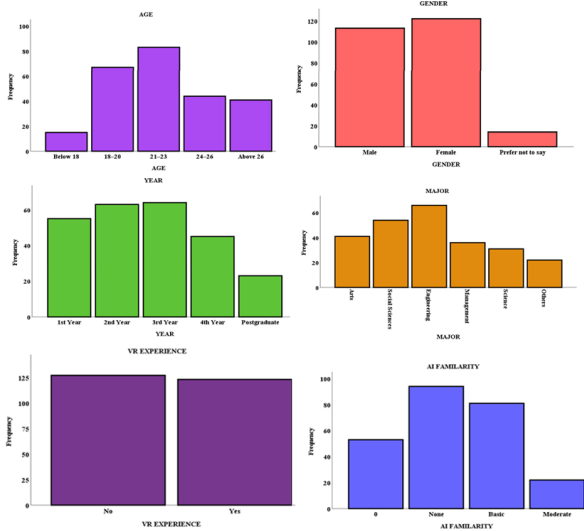 AGE
100
80
60
40
20
0
Frequency
Below 18 18–20 21–23 24–26 Above 26
AGE
GENDER
120
100
80
60
40
20
0
Frequency
Male Female Prefer not to say
GENDER
YEAR
60
40
20
0
Frequency
1st Year 2nd Year 3rd Year 4th Year Postgraduate
YEAR
MAJOR
60
40
20
0
Frequency
Arts
Social Sciences
Engineering
Management
Science
Others
MAJOR
VR EXPERIENCE
125
100
75
50
25
0
Frequency
No Yes
VR EXPERIENCE
AI FAMILARITY
100
80
60
40
20
0
Frequency
0 None Basic Moderate
AI FAMILARITY